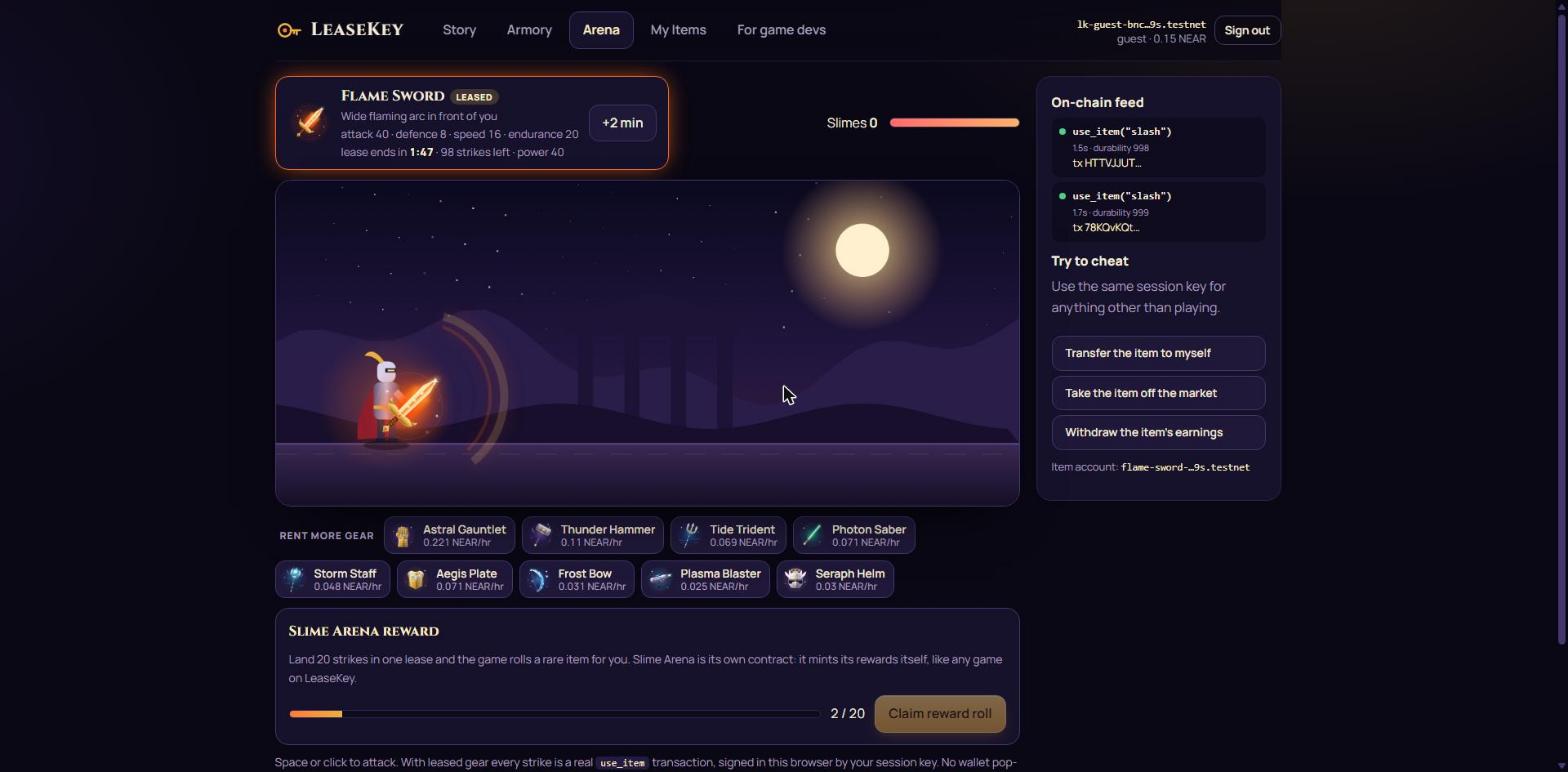 LeaseKey
Story
Armory
Arena
My Items
For game devs
lk-guest-bnc…9s.testnet
guest · 0.15 NEAR
Sign out
Flame Sword LEASED
Wide flaming arc in front of you
attack 40 · defence 8 · speed 16 · endurance 20
lease ends in 1:47 · 98 strikes left · power 40
+2 min
Slimes 0
On-chain feed
use_item("slash")
1.5s · durability 998
tx HTTVJJUT…
use_item("slash")
1.7s · durability 999
tx 78KQvKQt…
Try to cheat
Use the same session key for
anything other than playing.
Transfer the item to myself
Take the item off the market
Withdraw the item's earnings
Item account: flame-sword-…9s.testnet
RENT MORE GEAR
Astral Gauntlet
0.221 NEAR/hr
Thunder Hammer
0.11 NEAR/hr
Tide Trident
0.069 NEAR/hr
Photon Saber
0.071 NEAR/hr
Storm Staff
0.048 NEAR/hr
Aegis Plate
0.071 NEAR/hr
Frost Bow
0.031 NEAR/hr
Plasma Blaster
0.025 NEAR/hr
Seraph Helm
0.03 NEAR/hr
Slime Arena reward
Land 20 strikes in one lease and the game rolls a rare item for you. Slime Arena is its own contract: it mints its rewards itself, like any game
on LeaseKey.
2 / 20
Claim reward roll
Space or click to attack. With leased gear every strike is a real use_item transaction, signed in this browser by your session key. No wallet pop-